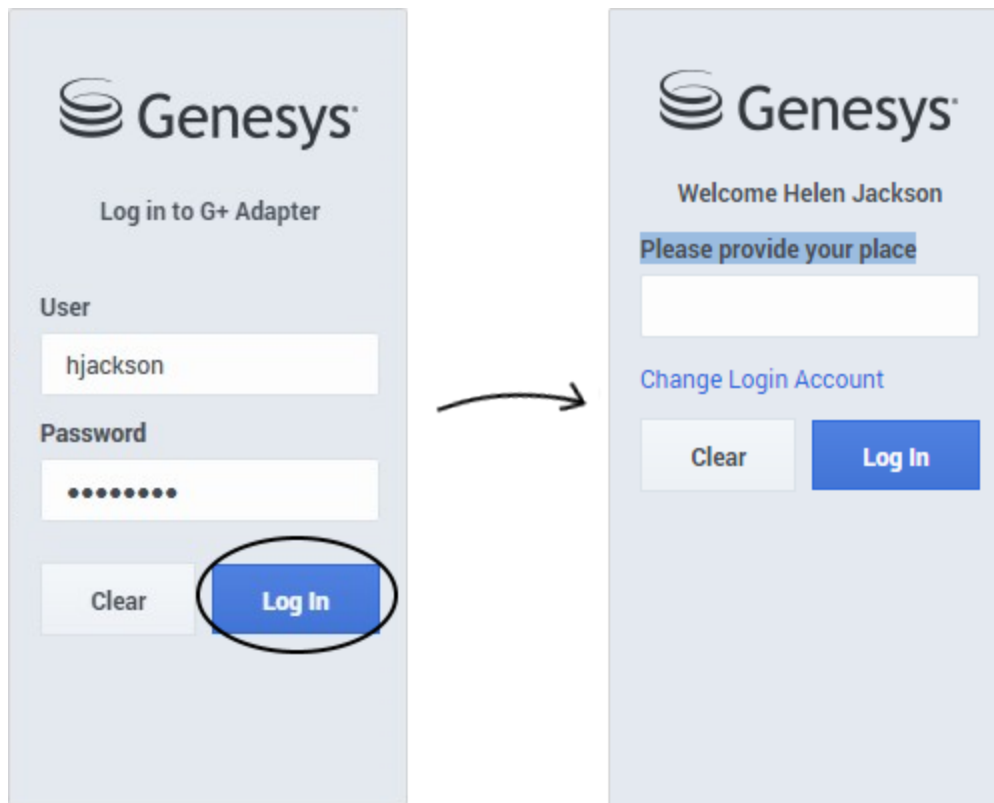 Genesys
Log in to G+ Adapter
User
hjackson
Password
••••••••
Clear
Log In
Genesys
Welcome Helen Jackson
Please provide your place
Change Login Account
Clear
Log In